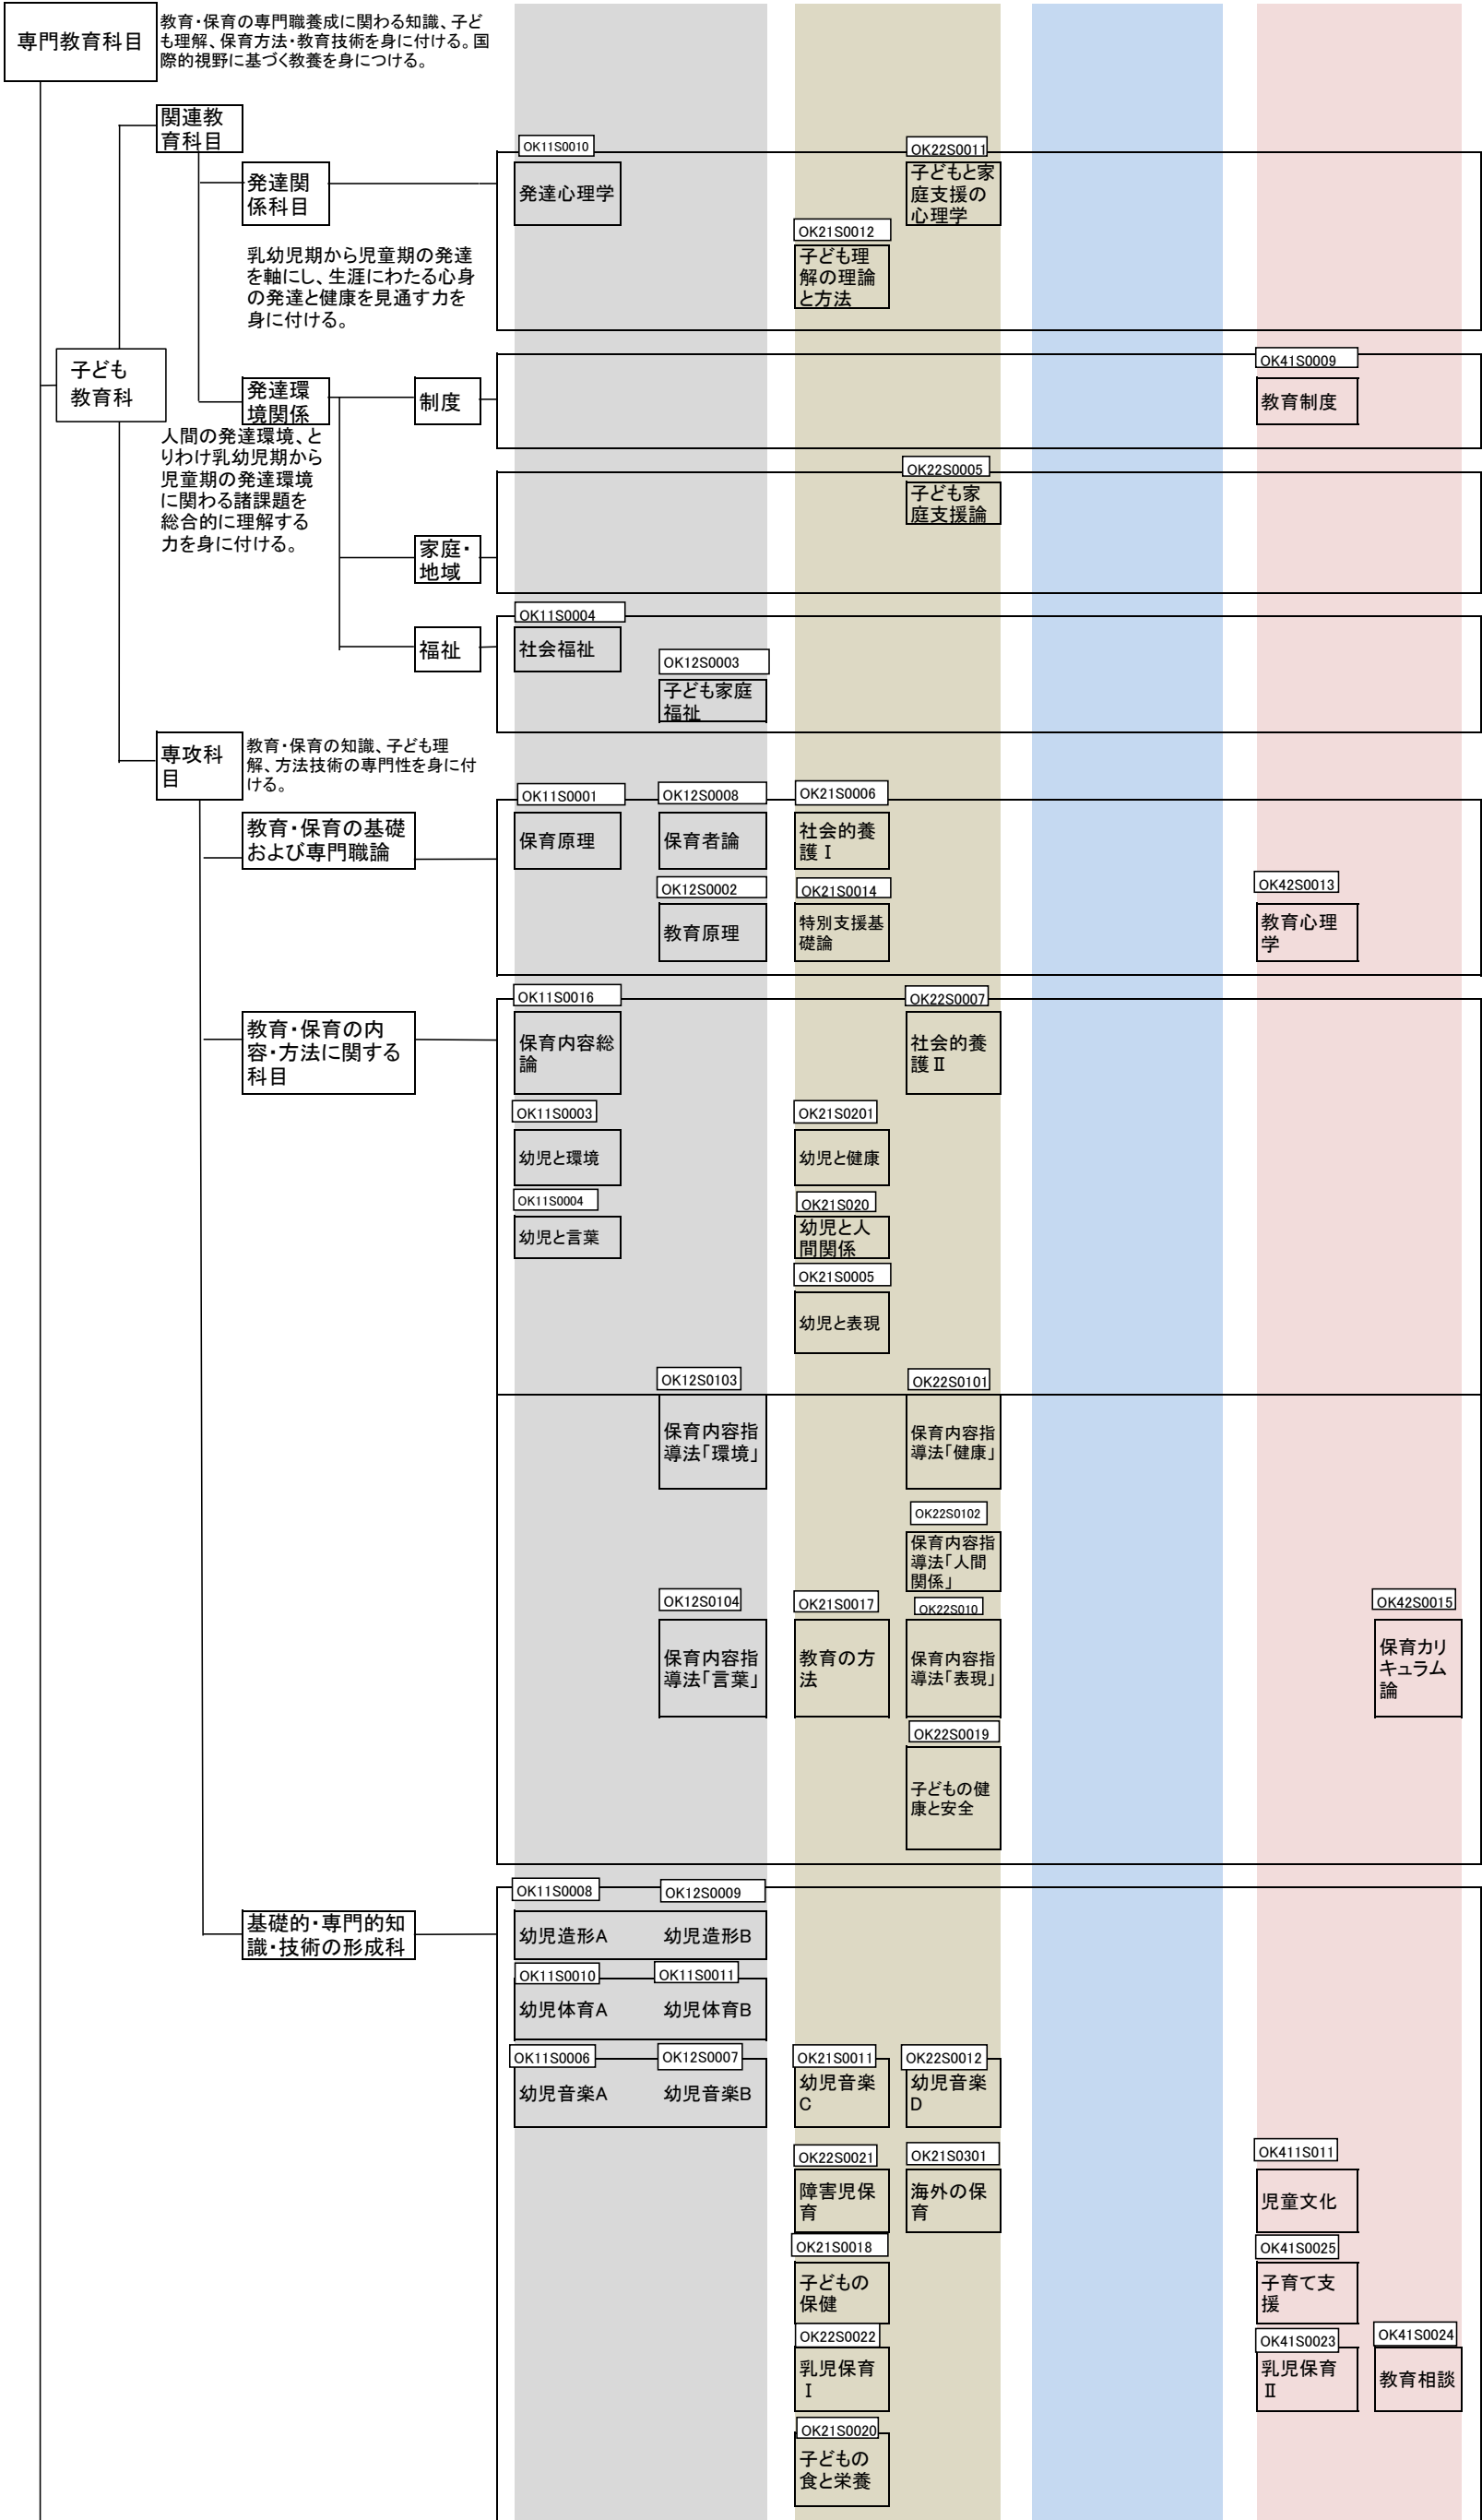 専門教育科目
教育・保育の専門職養成に関わる知識、子ど
も理解、保育方法・教育技術を身に付ける。国
際的視野に基づく教養を身につける。
関連教
育科目
OK11S0010
OK22S0011
発達関
係科目
発達心理学
子どもと家
庭支援の
心理学
OK21S0012
子ども理
解の理論
と方法
乳幼児期から児童期の発達
を軸にし、生涯にわたる心身
の発達と健康を見通す力を
身に付ける。
子ども
教育科
OK41S0009
発達環
境関係
制度
教育制度
人間の発達環境、と
りわけ乳幼児期から
児童期の発達環境
に関わる諸課題を
総合的に理解する
力を身に付ける。
OK22S0005
子ども家
庭支援論
家庭・
地域
OK11S0004
福祉
社会福祉
OK12S0003
子ども家庭
福祉
専攻科
目
教育・保育の知識、子ども理
解、方法技術の専門性を身に付
ける。
OK11S0001
OK12S0008
OK21S0006
教育・保育の基礎
および専門職論
保育原理
保育者論
社会的養
護Ⅰ
OK12S0002
OK21S0014
OK42S0013
教育原理
特別支援基
礎論
教育心理
学
OK11S0016
OK22S0007
教育・保育の内
容・方法に関する
科目
保育内容総
論
社会的養
護Ⅱ
OK11S0003
OK21S0201
幼児と環境
幼児と健康
OK11S0004
OK21S020
幼児と言葉
幼児と人
間関係
OK21S0005
幼児と表現
OK12S0103
OK22S0101
保育内容指
導法「環境」
保育内容指
導法「健康」
OK22S0102
保育内容指
導法「人間
関係」
OK12S0104
OK21S0017
OK22S010
OK42S0015
保育内容指
導法「言葉」
教育の方
法
保育内容指
導法「表現」
保育カリ
キュラム
論
OK22S0019
子どもの健
康と安全
OK11S0008
OK12S0009
基礎的・専門的知
識・技術の形成科
幼児造形A
幼児造形B
OK11S0010
OK11S0011
幼児体育A
幼児体育B
OK11S0006
OK12S0007
OK21S0011
OK22S0012
幼児音楽A
幼児音楽B
幼児音楽
C
幼児音楽
D
OK22S0021
OK21S0301
OK411S011
障害児保
育
海外の保
育
児童文化
OK21S0018
OK41S0025
子どもの
保健
子育て支
援
OK22S0022
OK41S0023
OK41S0024
乳児保育
Ⅰ
乳児保育
Ⅱ
教育相談
OK21S0020
子どもの
食と栄養